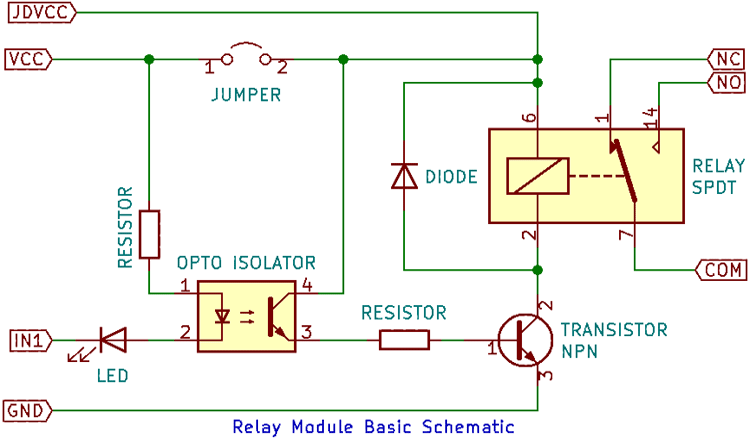 JDVCC
VCC
1
2
JUMPER
NC
NO
6
1
14
RELAY
SPDT
DIODE
RESISTOR
2
7
COM
OPTO ISOLATOR
1
4
RESISTOR
2
3
IN1
LED
1
2
TRANSISTOR
NPN
3
GND
Relay Module Basic Schematic